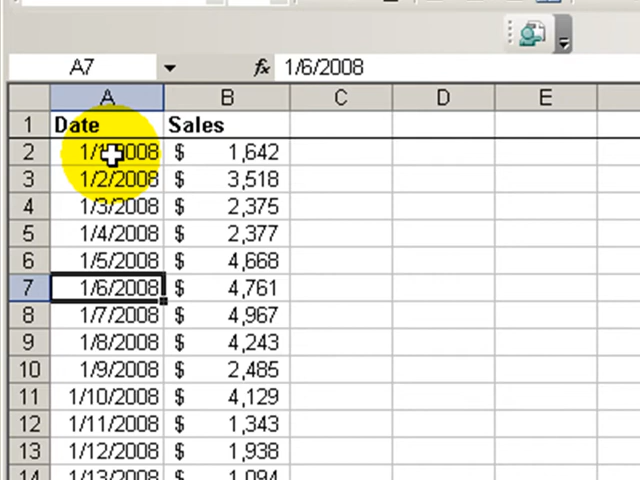 A7 fx 1/6/2008
A B C D E
1 Date Sales
2 1/1/2008 $ 1,642
3 1/2/2008 $ 3,518
4 1/3/2008 $ 2,375
5 1/4/2008 $ 2,377
6 1/5/2008 $ 4,668
7 1/6/2008 $ 4,761
8 1/7/2008 $ 4,967
9 1/8/2008 $ 4,243
10 1/9/2008 $ 2,485
11 1/10/2008 $ 4,129
12 1/11/2008 $ 1,343
13 1/12/2008 $ 1,938
14 1/13/2008 $ 1,094